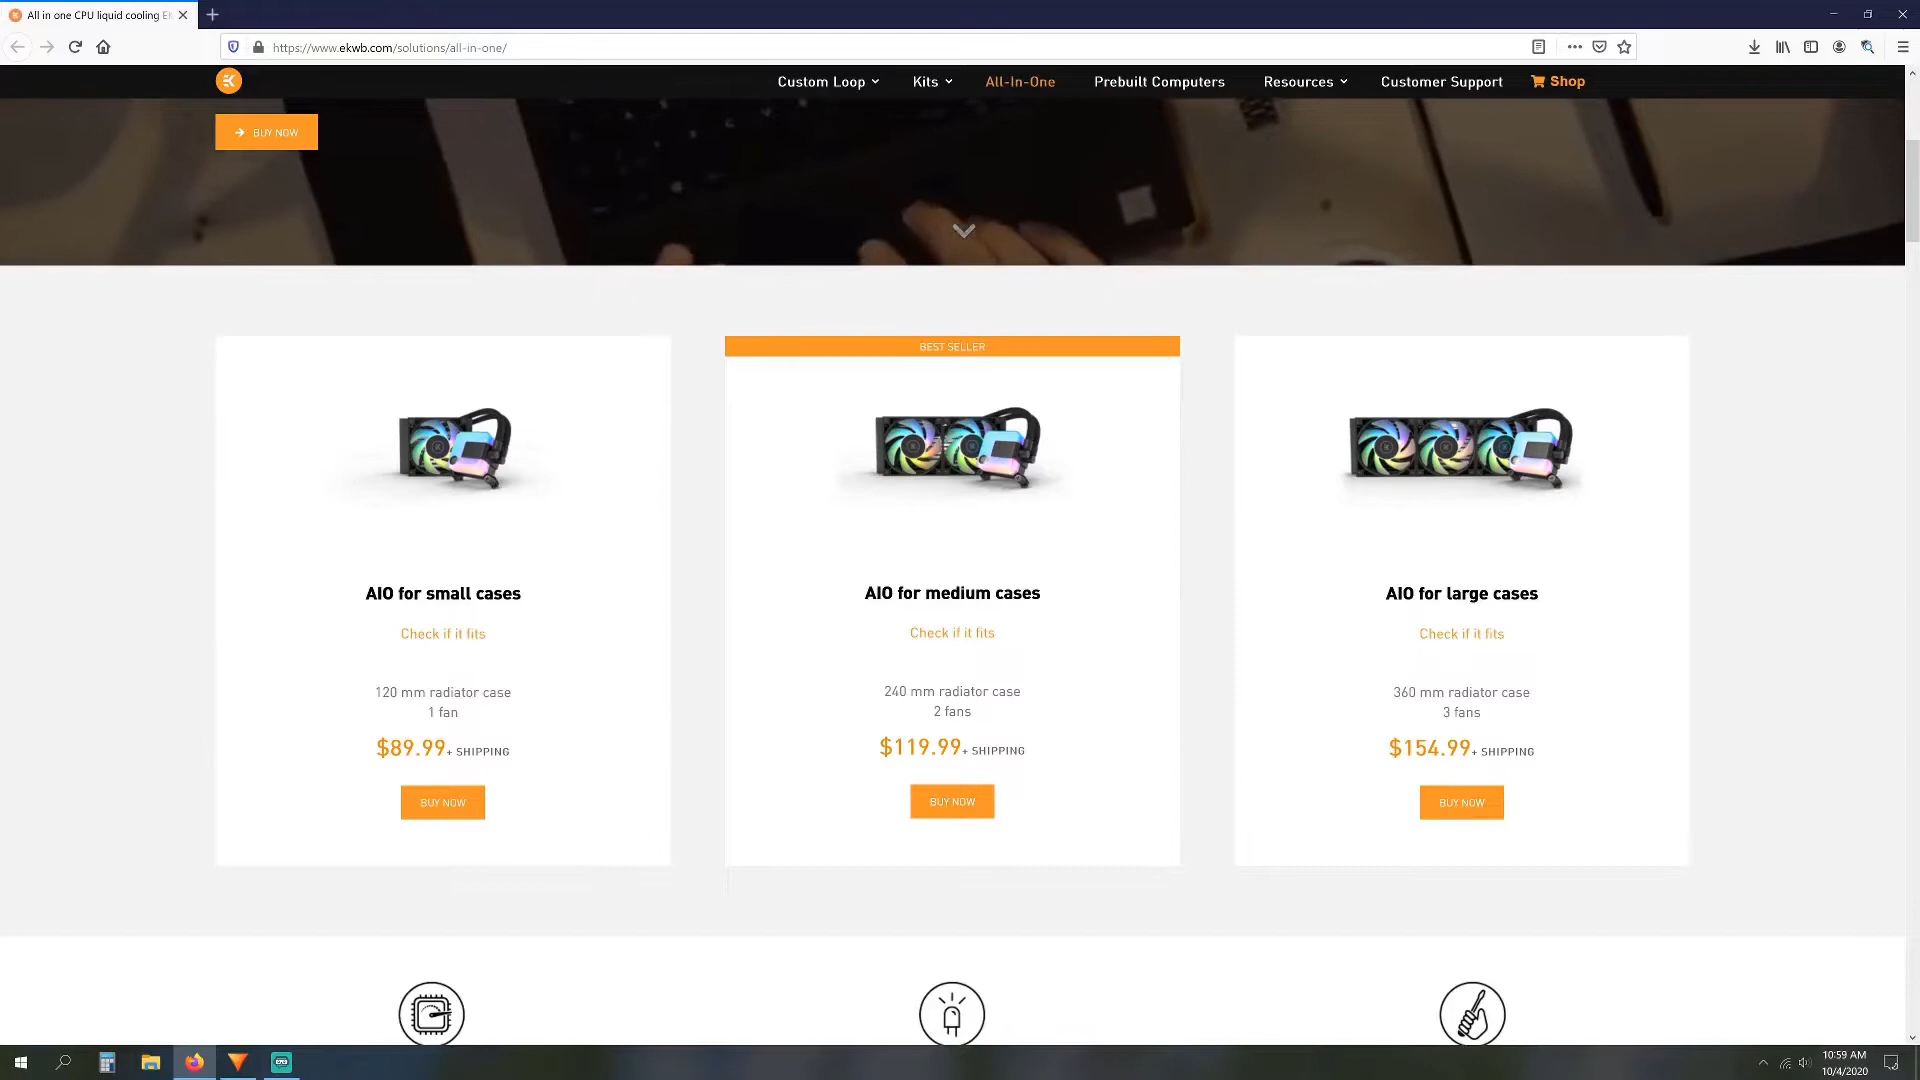 All in one CPU liquid cooling
https://www.ekwb.com/solutions/all-in-one/
Custom Loop
Kits
All-In-One
Prebuilt Computers
Resources
Customer Support
Shop
BUY NOW
BEST SELLER
AIO for small cases
Check if it fits
120 mm radiator case
1 fan
$89.99+ SHIPPING
BUY NOW
AIO for medium cases
Check if it fits
240 mm radiator case
2 fans
$119.99+ SHIPPING
BUY NOW
AIO for large cases
Check if it fits
360 mm radiator case
3 fans
$154.99+ SHIPPING
BUY NOW
10:59 AM
10/4/2020